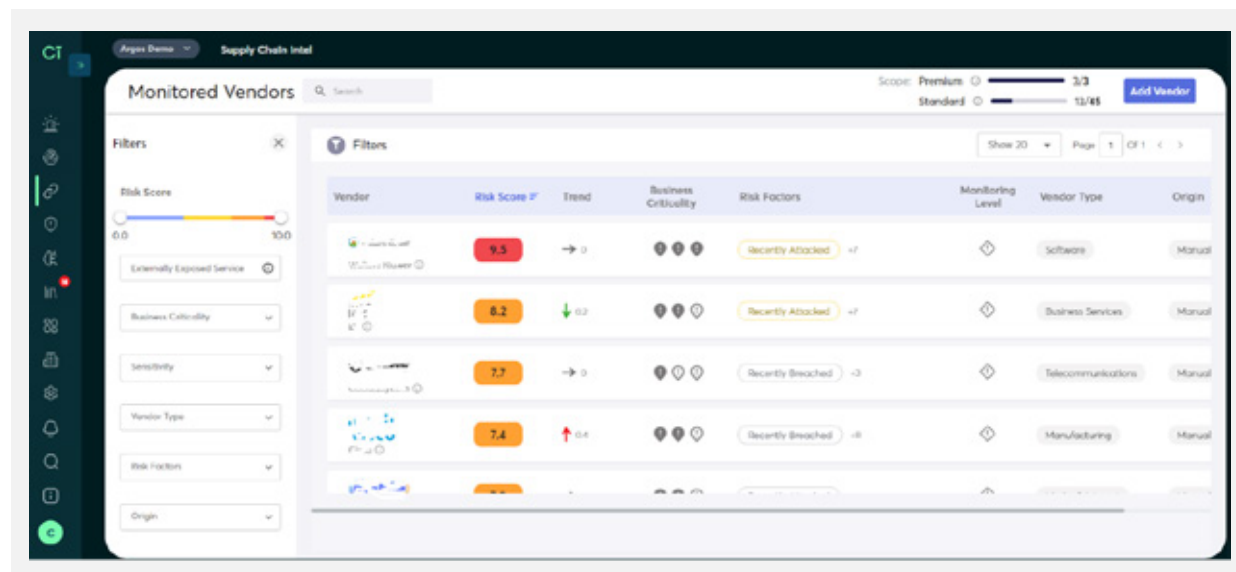 CT
Argos Demo
Supply Chain Intel
Monitored Vendors
Search
Scope: Premium 3/3
Standard 13/45
Add Vendor
Filters
Filters
Show 20
Page 1 Of 1
Risk Score
0.0 10.0
Externally Exposed Service
Business Criticality
Sensitivity
Vendor Type
Risk Factors
Origin
Vendor
Risk Score
Trend
Business
Criticality
Risk Factors
Monitoring
Level
Vendor Type
Origin
9.5
0
Recently Attacked +7
Software
Manual
8.2
0.2
Recently Attacked +7
Business Services
Manual
7.7
0
Recently Breached +3
Telecommunications
Manual
7.4
0.4
Recently Breached
Manufacturing
Manual
C